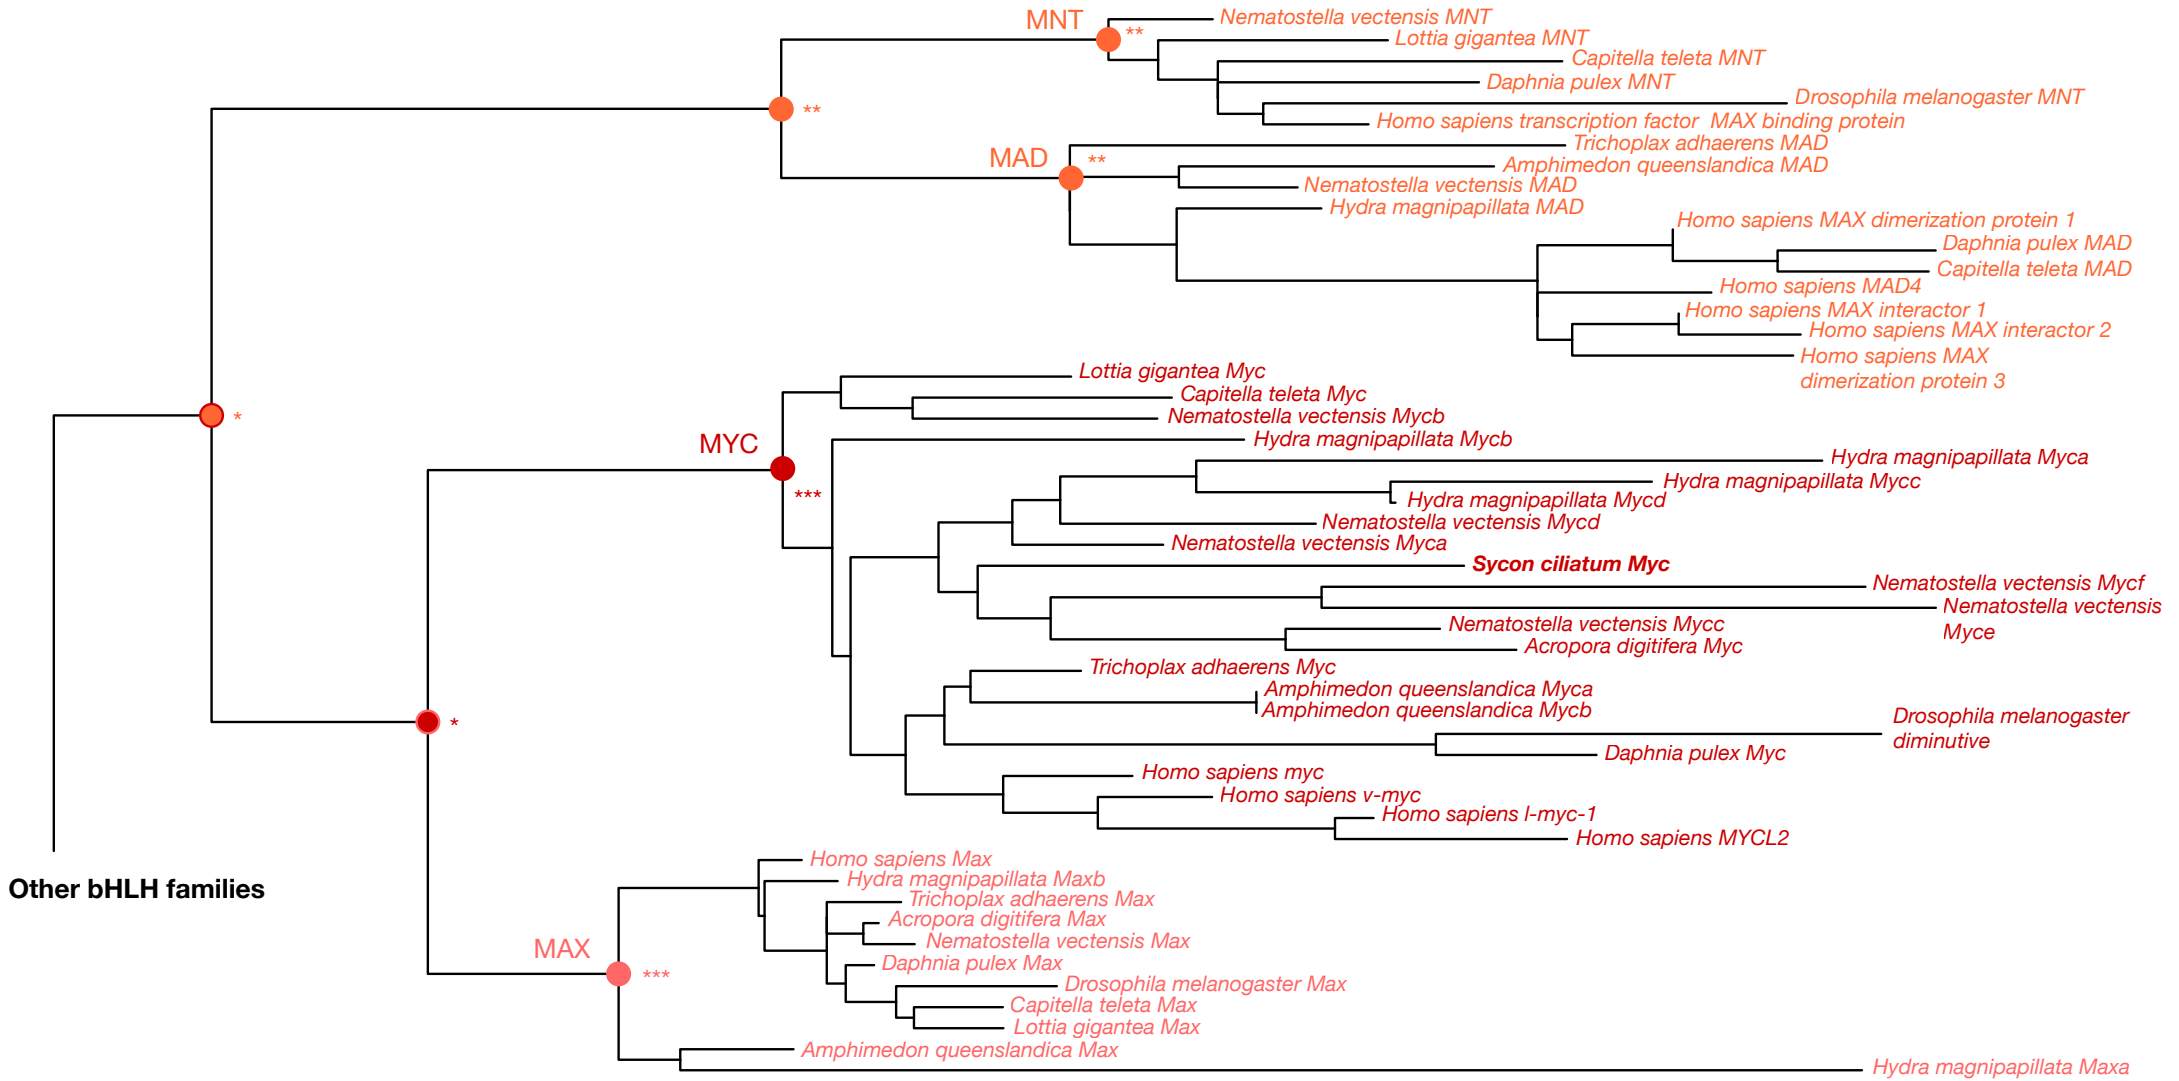 MNT
**
Nematostella vectensis MNT
Lottia gigantea MNT
Capitella teleta MNT
Daphnia pulex MNT
Drosophila melanogaster MNT
Homo sapiens transcription factor MAX binding protein
**
MAD
**
Trichoplax adhaerens MAD
Amphimedon queenslandica MAD
Nematostella vectensis MAD
Hydra magnipapillata MAD
Homo sapiens MAX dimerization protein 1
Daphnia pulex MAD
Capitella teleta MAD
Homo sapiens MAD4
Homo sapiens MAX interactor 1
Homo sapiens MAX interactor 2
Homo sapiens MAX
dimerization protein 3
*
Lottia gigantea Myc
Capitella teleta Myc
Nematostella vectensis Mycb
MYC
***
Hydra magnipapillata Mycb
Hydra magnipapillata Myca
Hydra magnipapillata Mycc
Hydra magnipapillata Mycd
Nematostella vectensis Mycd
Nematostella vectensis Myca
Sycon ciliatum Myc
Nematostella vectensis Mycf
Nematostella vectensis
Myce
Nematostella vectensis Mycc
Acropora digitifera Myc
Trichoplax adhaerens Myc
Amphimedon queenslandica Myca
Amphimedon queenslandica Mycb
*
Drosophila melanogaster
diminutive
Daphnia pulex Myc
Homo sapiens myc
Homo sapiens v-myc
Homo sapiens l-myc-1
Homo sapiens MYCL2
Other bHLH families
Homo sapiens Max
Hydra magnipapillata Maxb
Trichoplax adhaerens Max
Acropora digitifera Max
Nematostella vectensis Max
MAX
***
Daphnia pulex Max
Drosophila melanogaster Max
Capitella teleta Max
Lottia gigantea Max
Amphimedon queenslandica Max
Hydra magnipapillata Maxa